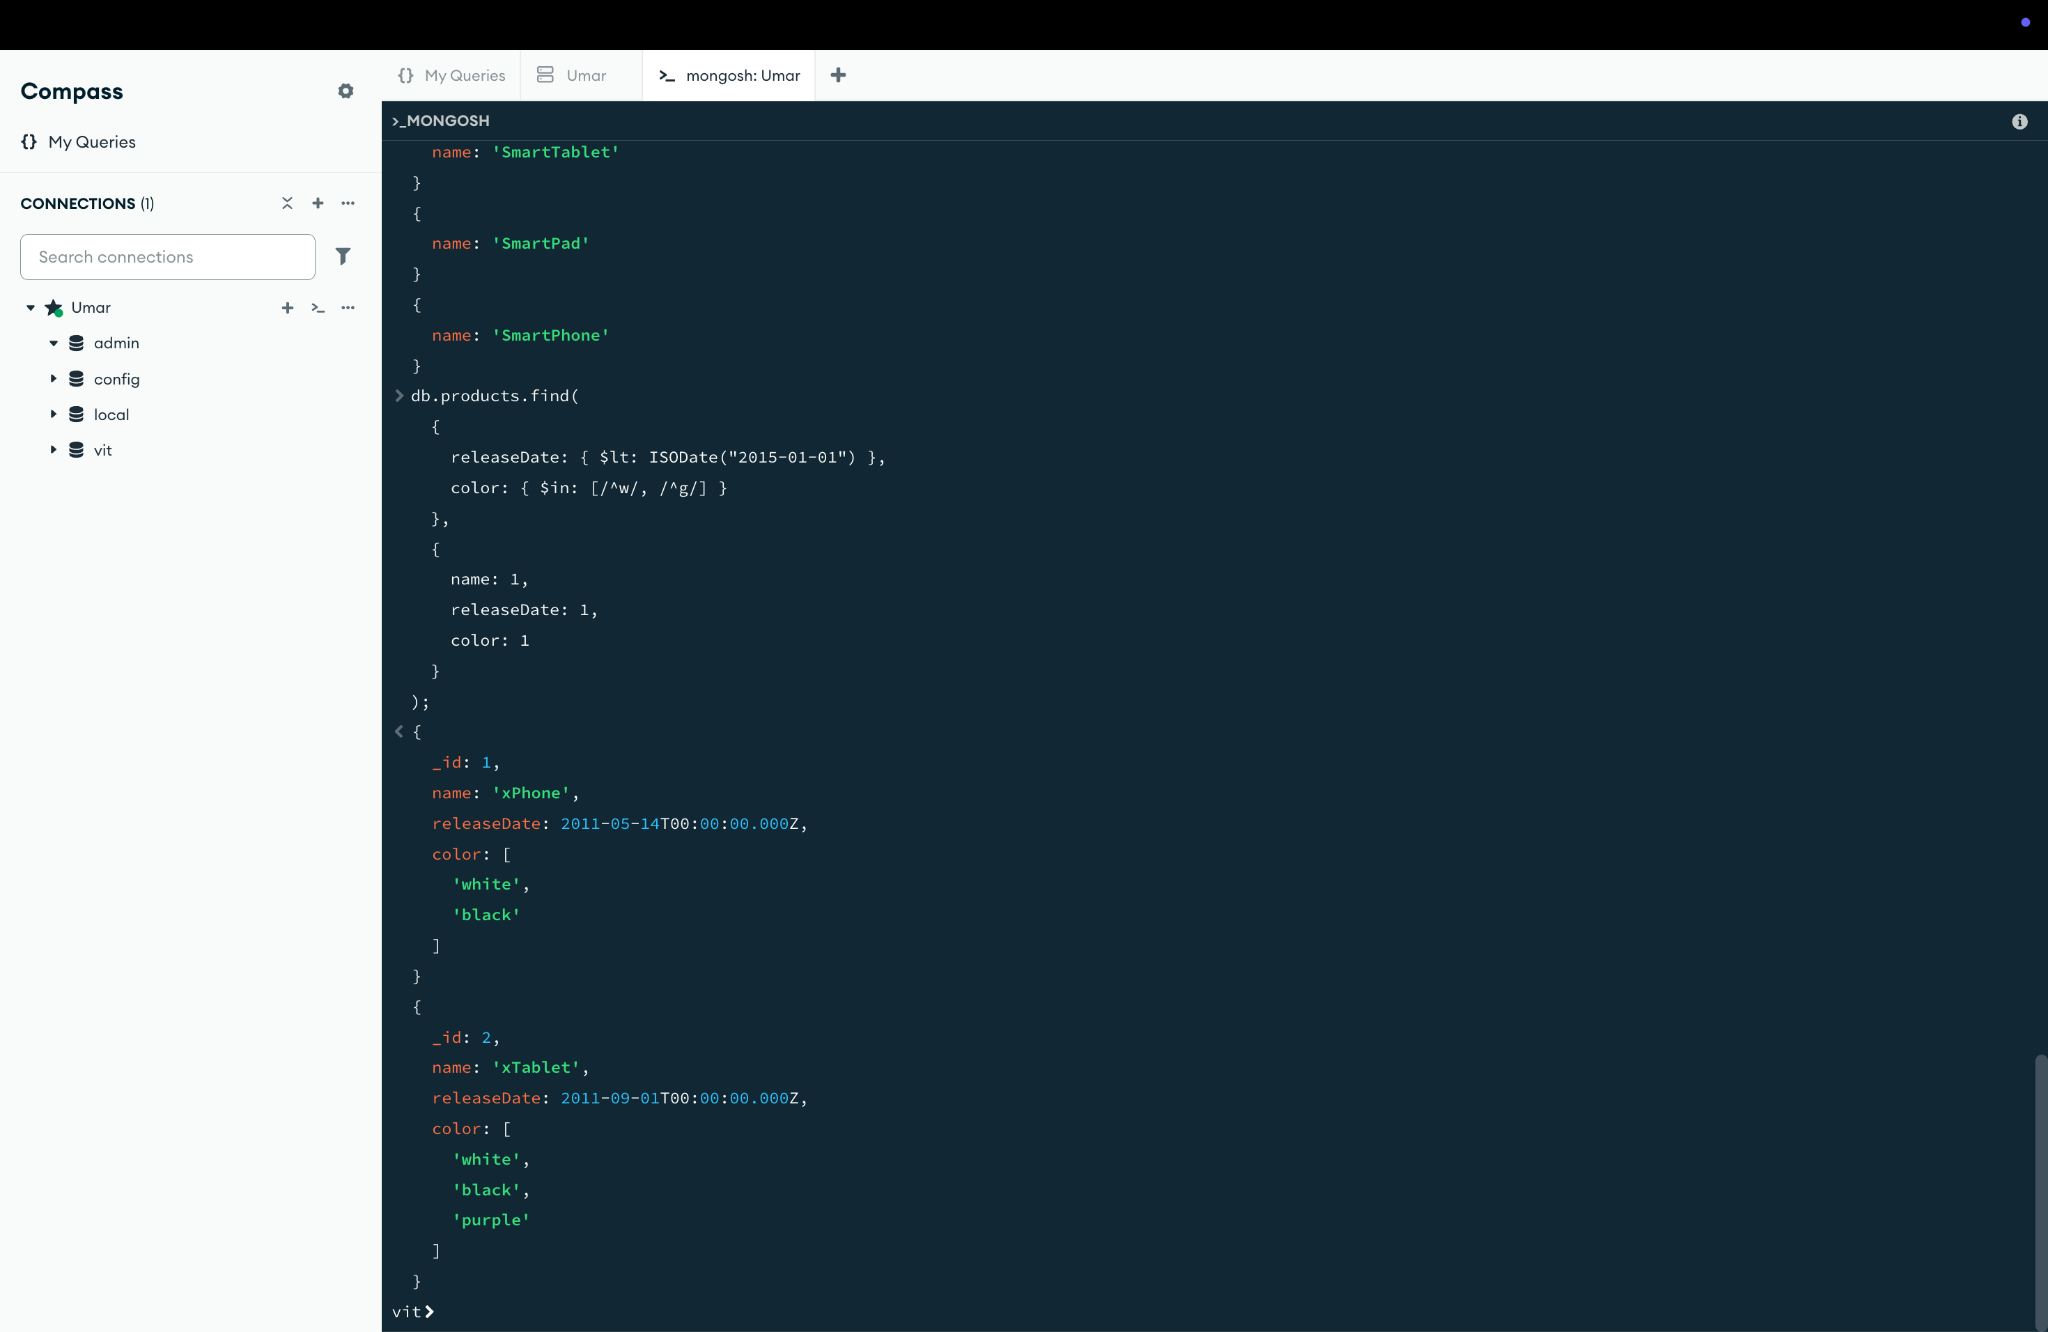 Compass
My Queries
CONNECTIONS (1)
Search connections
Umar
admin
config
local
vit
{} My Queries
Umar
>_ mongosh: Umar
>_MONGOSH
name: 'SmartTablet'
}
{
name: 'SmartPad'
}
{
name: 'SmartPhone'
}
> db.products.find(
{
releaseDate: { $lt: ISODate("2015-01-01") },
color: { $in: [/^w/, /^g/] }
},
{
name: 1,
releaseDate: 1,
color: 1
}
);
< {
_id: 1,
name: 'xPhone',
releaseDate: 2011-05-14T00:00:00.000Z,
color: [
'white',
'black'
]
}
{
_id: 2,
name: 'xTablet',
releaseDate: 2011-09-01T00:00:00.000Z,
color: [
'white',
'black',
'purple'
]
}
vit>